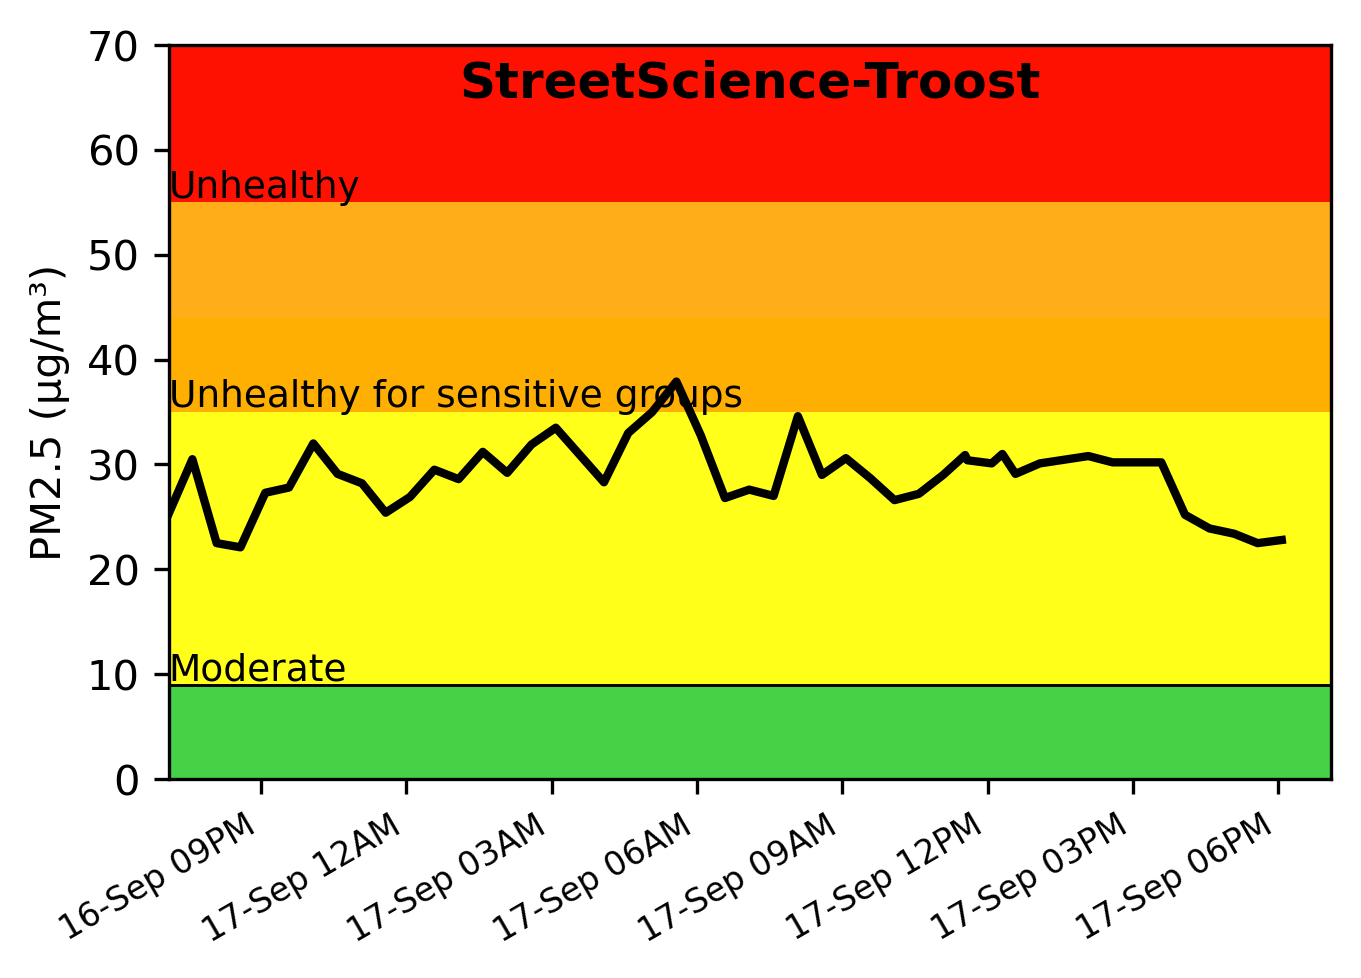 StreetScience-Troost
70
60
50
40
30
20
10
0
PM2.5 (µg/m³)
Unhealthy
Unhealthy for sensitive groups
Moderate
16-Sep 09PM
17-Sep 12AM
17-Sep 03AM
17-Sep 06AM
17-Sep 09AM
17-Sep 12PM
17-Sep 03PM
17-Sep 06PM